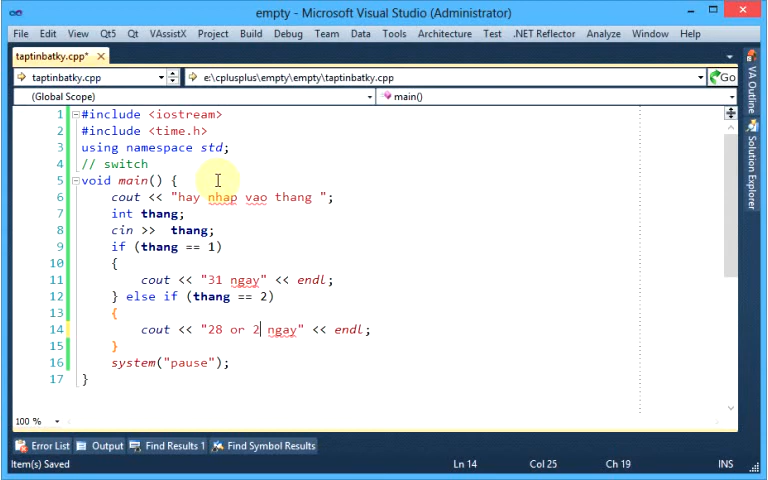 empty - Microsoft Visual Studio (Administrator)
File Edit View Qt5 Qt VAssistX Project Build Debug Team Data Tools Architecture Test .NET Reflector Analyze Window Help
taptinbatky.cpp*
taptinbatky.cpp e:\cplusplus\empty\empty\taptinbatky.cpp Go
(Global Scope) main()
1 #include <iostream>
2 #include <time.h>
3 using namespace std;
4 // switch
5 void main() {
6 cout << "hay nhap vao thang ";
7 int thang;
8 cin >>  thang;
9 if (thang == 1)
10 {
11 cout << "31 ngay" << endl;
12 } else if (thang == 2)
13 {
14 cout << "28 or 2 ngay" << endl;
15 }
16 system("pause");
17 }
VA Outline
Solution Explorer
100 %
Error List Output Find Results 1 Find Symbol Results
Item(s) Saved Ln 14 Col 25 Ch 19 INS